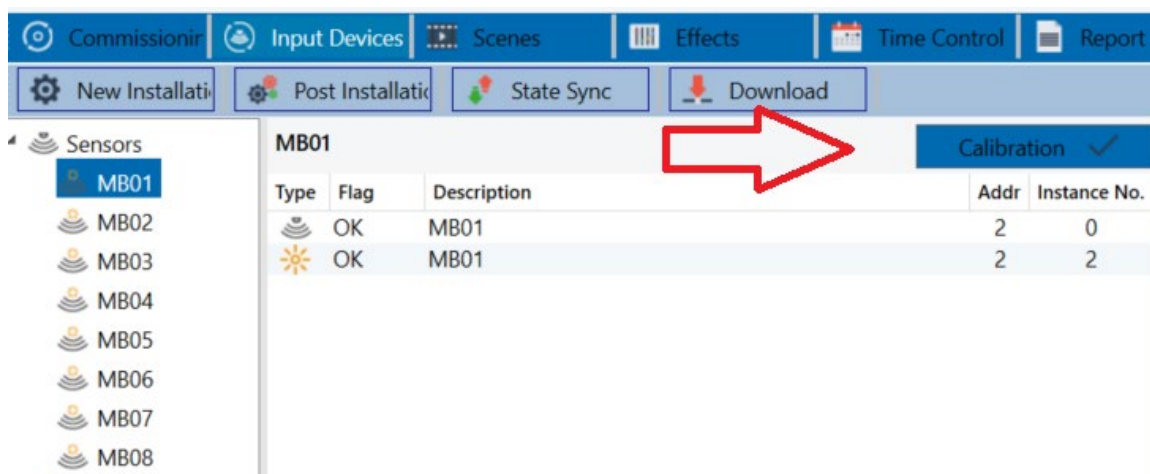 Commissionir Input Devices Scenes Effects Time Control Report
New Installati Post Installatic State Sync Download
Sensors
MB01
MB02
MB03
MB04
MB05
MB06
MB07
MB08
MB01 Calibration
Type Flag Description Addr Instance No.
OK MB01 2 0
OK MB01 2 2